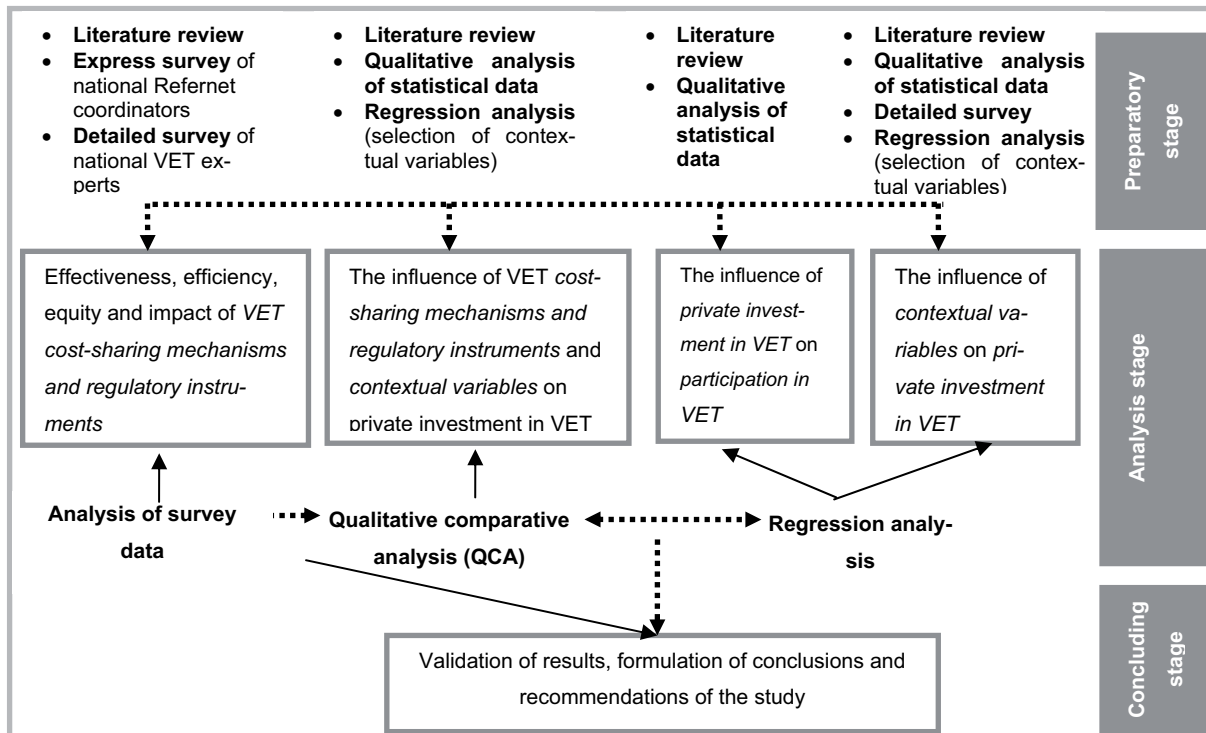 • Literature review
• Express survey of
national Refernet
coordinators
• Detailed survey of
national VET ex-
perts
• Literature review
• Qualitative analysis
of statistical data
• Regression analysis
(selection of context-
ual variables)
• Literature
review
• Qualitative
analysis of
statistical
data
• Literature review
• Qualitative analysis
of statistical data
• Detailed survey
• Regression analysis
(selection of contex-
tual variables)
Preparatory
stage
Effectiveness, efficiency,
equity and impact of VET
cost-sharing mechanisms
and regulatory instru-
ments
The influence of VET cost-
sharing mechanisms and
regulatory instruments and
contextual variables on
private investment in VET
The influence of
private invest-
ment in VET on
participation in
VET
The influence of
contextual va-
riables on pri-
vate investment
in VET
Analysis stage
Analysis of survey
data
Qualitative comparative
analysis (QCA)
Regression analy-
sis
Validation of results, formulation of conclusions and
recommendations of the study
Concluding
stage